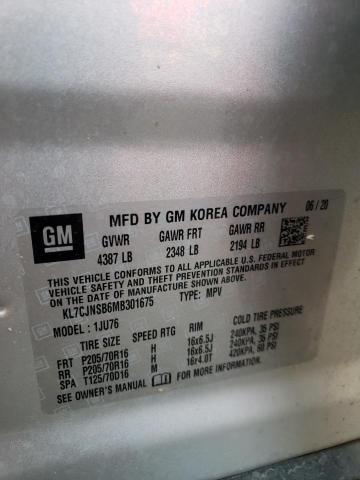 GM
MFD BY GM KOREA COMPANY 06/20
GVWR GAWR FRT GAWR RR
4387 LB 2348 LB 2194 LB
THIS VEHICLE CONFORMS TO ALL APPLICABLE U.S. FEDERAL MOTOR
VEHICLE SAFETY AND THEFT PREVENTION STANDARDS IN EFFECT
ON THE DATE OF MANUFACTURE SHOWN ABOVE.
KL7CJNSB6MB301675 TYPE: MPV
MODEL: 1JU76
TIRE SIZE SPEED RTG RIM COLD TIRE PRESSURE
FRT P205/70R16 H 16x6.5J 240KPA, 35 PSI
RR P205/70R16 H 16x6.5J 240KPA, 35 PSI
SPA T125/70D16 M 16x4.0T 420KPA, 60 PSI
SEE OWNER'S MANUAL FOR ADDITIONAL INFORMATION.